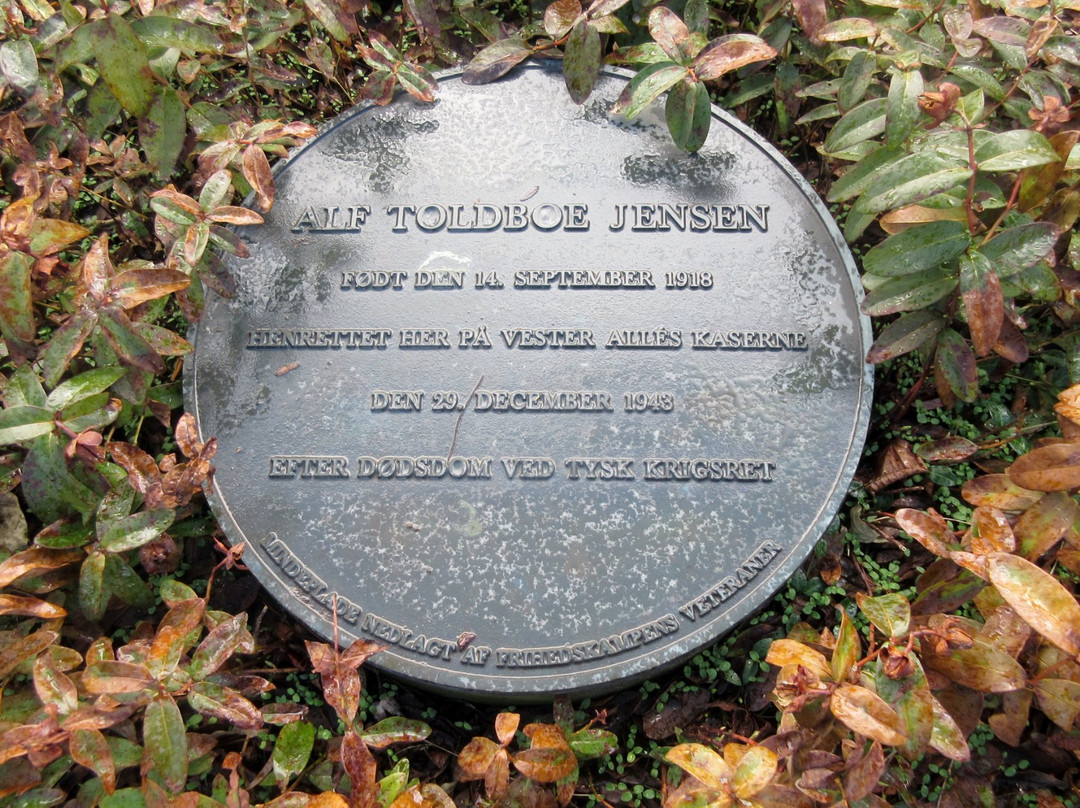 ALF TOLDBOE JENSEN
FØDT DEN 14. SEPTEMBER 1918
HENRETTET HER PÅ VESTER ALLÉS KASERNE
DEN 29. DECEMBER 1943
EFTER DØDSDOM VED TYSK KRIGSRET
MINDEPLADE NEDLAGT AF FRIHEDSKAMPENS VETERANER